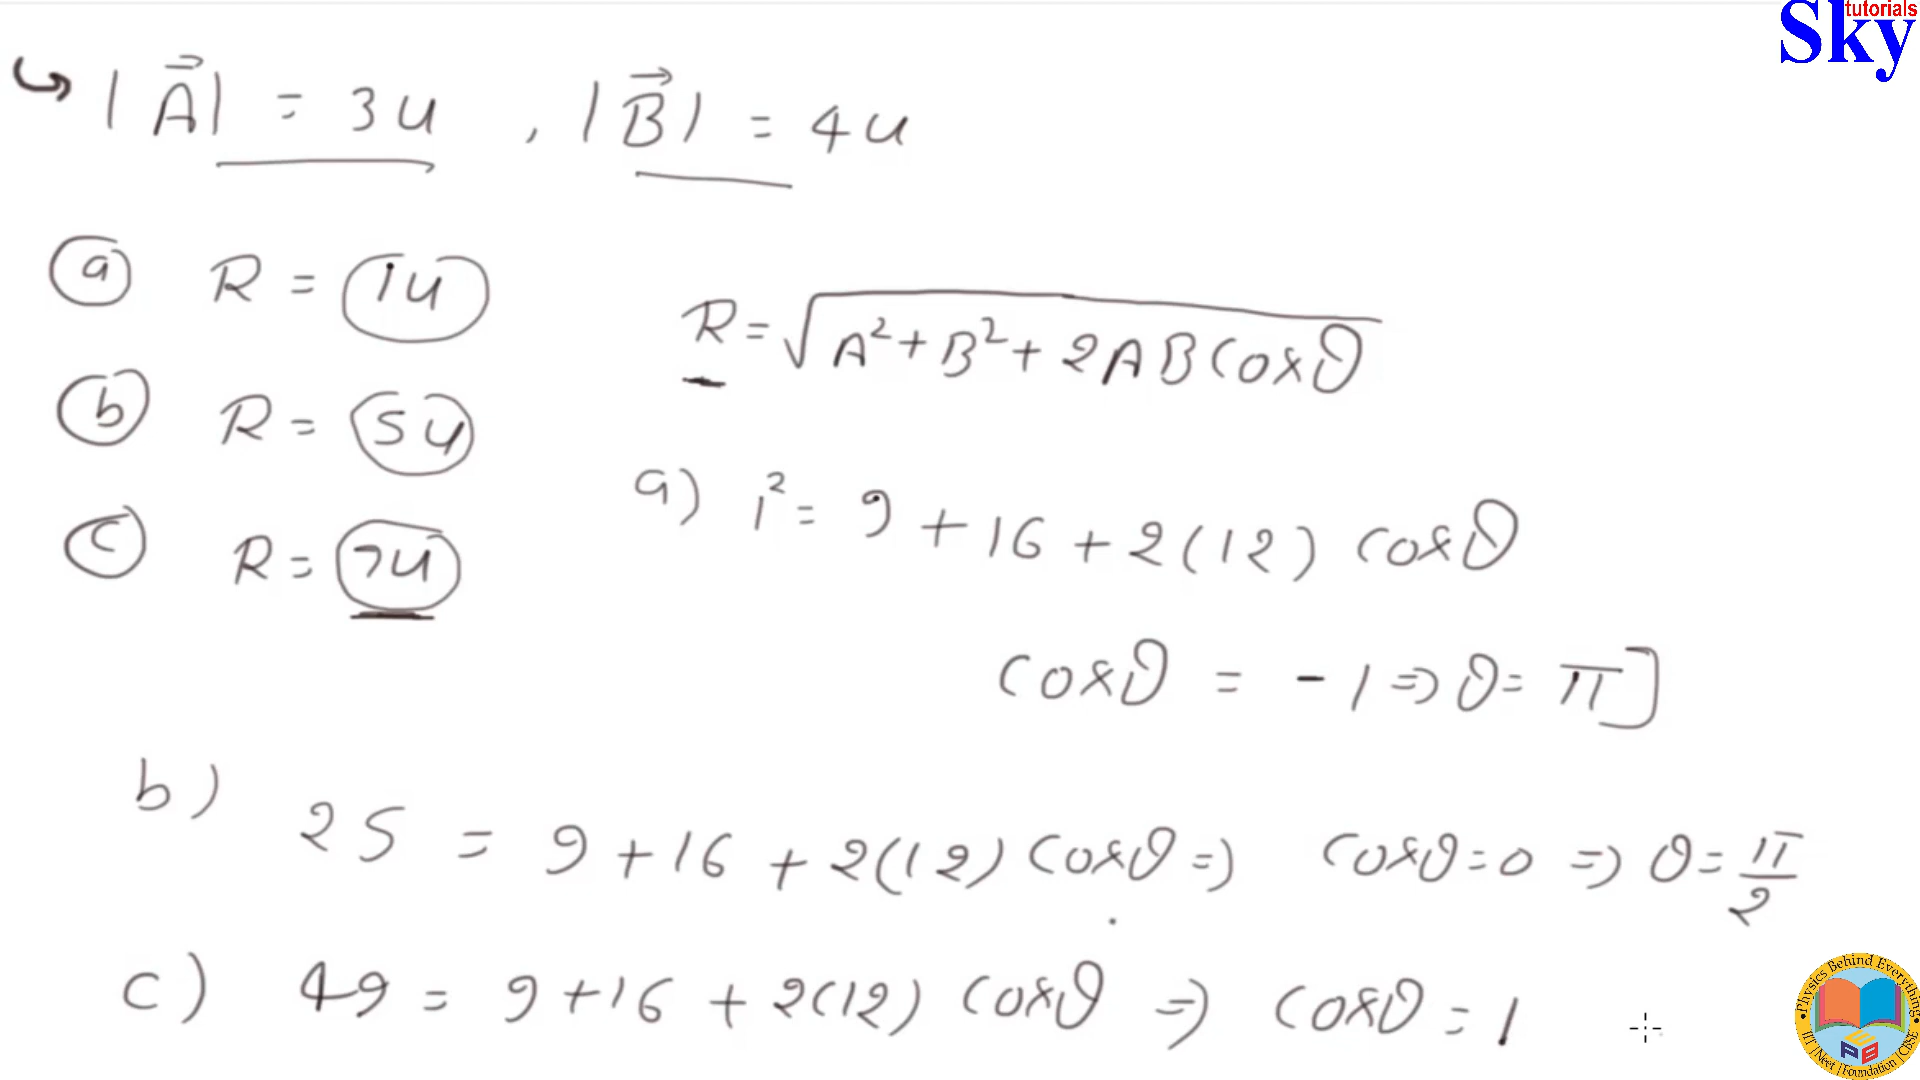 tutorials
Sky
↪ |A⃗| = 3u , |B⃗| = 4u
(a) R = 1u
R = √A²+B²+2ABCosθ
(b) R = 5u
(c) R = 7u
a) 1² = 9 + 16 + 2(12) cosθ
cosθ = -1 ⇒ θ = π]
b) 25 = 9 + 16 + 2(12) cosθ ⇒ cosθ = 0 ⇒ θ = π/2
c) 49 = 9 + 16 + 2(12) cosθ ⇒ cosθ = 1
•Physics Behind Everything•
PEB
IIT |Neet |Foundation |CBSE